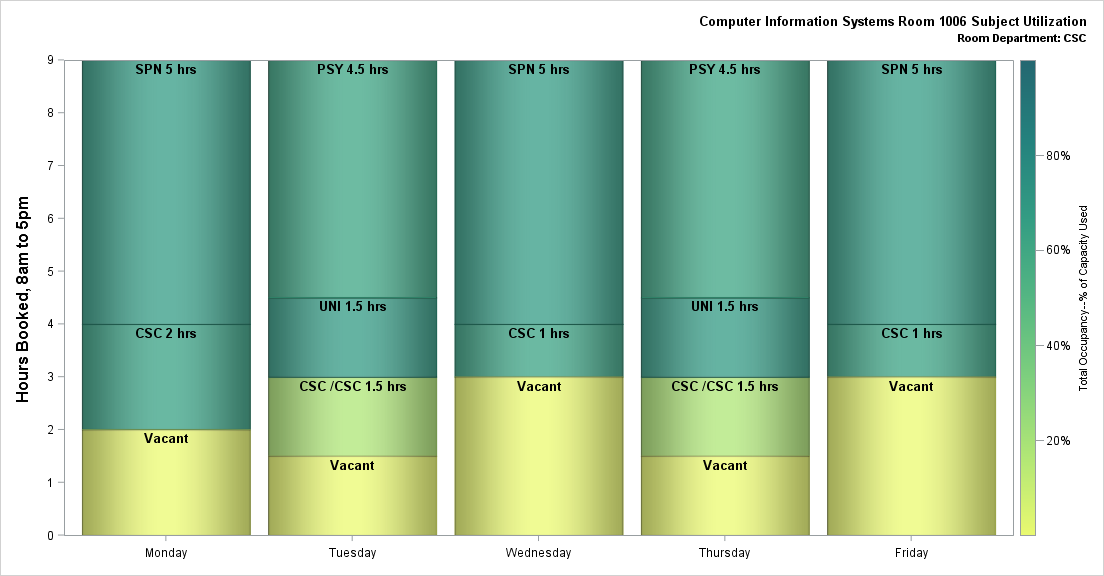 Computer Information Systems Room 1006 Subject Utilization
Room Department: CSC
Hours Booked, 8am to 5pm
9
8
7
6
5
4
3
2
1
0
SPN 5 hrs
CSC 2 hrs
Vacant
PSY 4.5 hrs
UNI 1.5 hrs
CSC /CSC 1.5 hrs
Vacant
SPN 5 hrs
CSC 1 hrs
Vacant
PSY 4.5 hrs
UNI 1.5 hrs
CSC /CSC 1.5 hrs
Vacant
SPN 5 hrs
CSC 1 hrs
Vacant
Monday
Tuesday
Wednesday
Thursday
Friday
80%
60%
40%
20%
Total Occupancy--% of Capacity Used